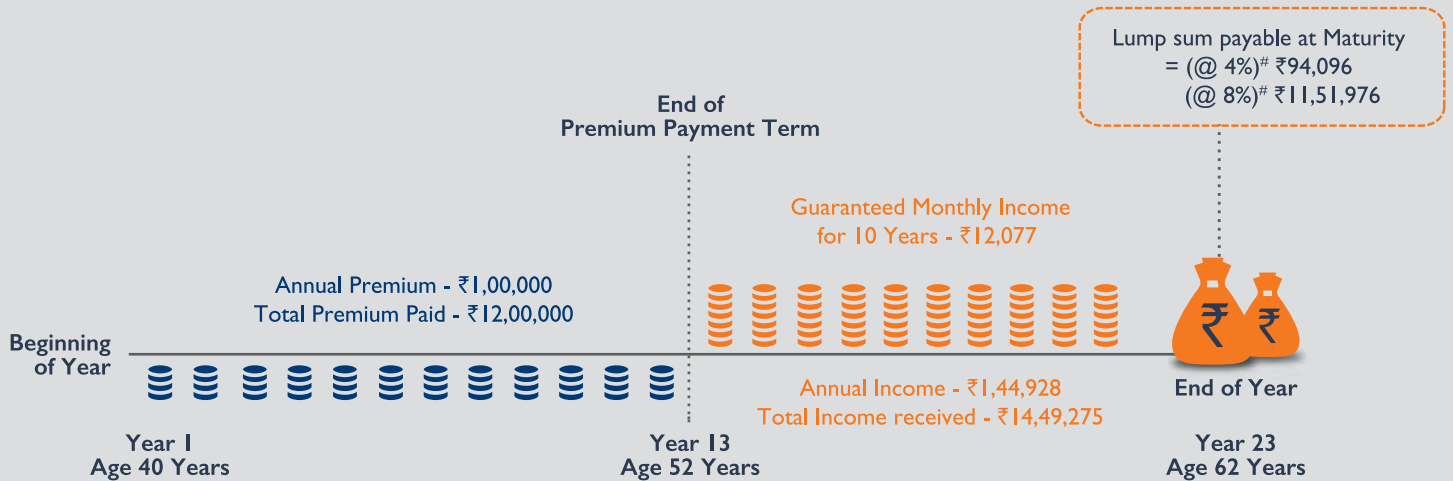 Lump sum payable at Maturity
= (@ 4%)# ₹94,096
(@ 8%)# ₹11,51,976
End of
Premium Payment Term
Guaranteed Monthly Income
for 10 Years - ₹12,077
Annual Premium - ₹1,00,000
Total Premium Paid - ₹12,00,000
₹ ₹
Beginning
of Year
Annual Income - ₹1,44,928
Total Income received - ₹14,49,275
End of Year
Year 1
Age 40 Years
Year 13
Age 52 Years
Year 23
Age 62 Years